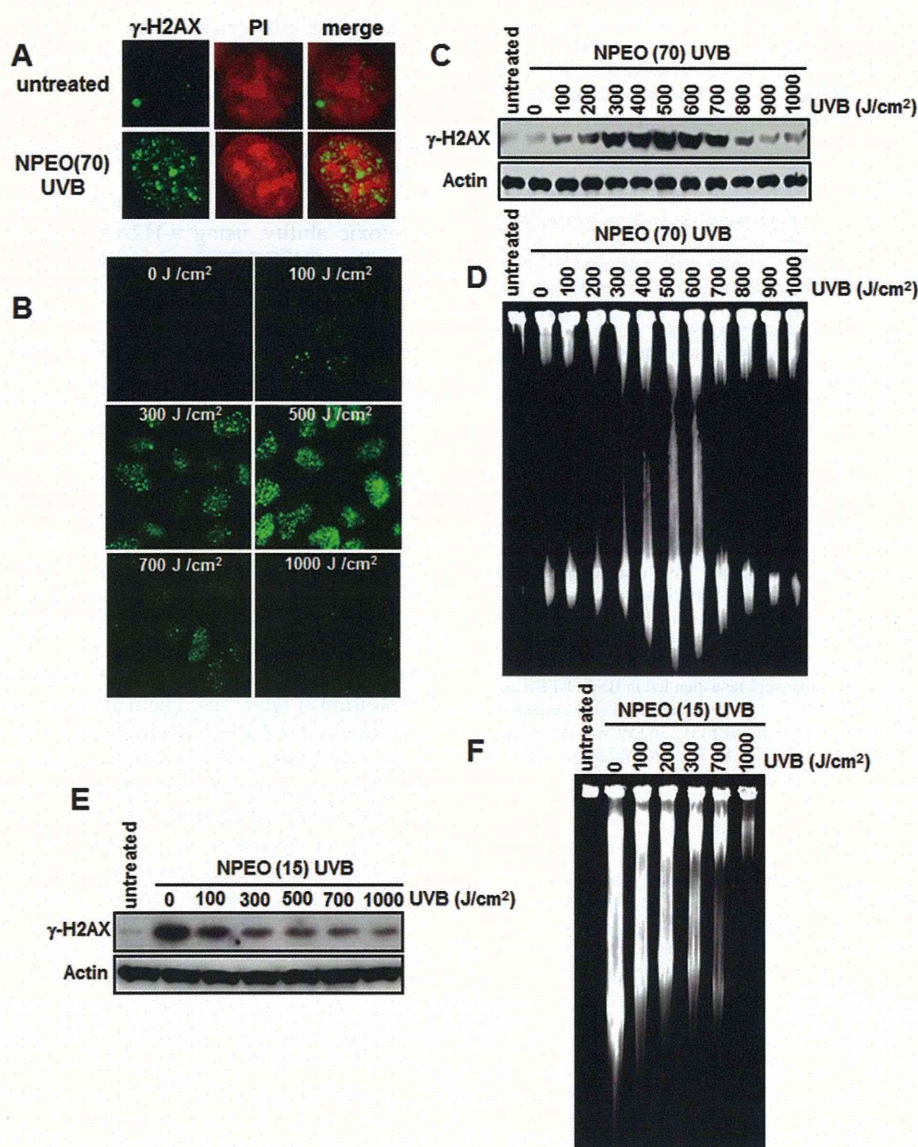 A
γ-H2AX PI merge
untreated
NPEO(70)
UVB
B
0 J /cm²
100 J /cm²
300 J /cm²
500 J /cm²
700 J /cm²
1000 J /cm²
C
untreated
NPEO (70) UVB
0 100 200 300 400 500 600 700 800 9000 1000 UVB (J/cm²)
γ-H2AX
Actin
D
untreated
NPEO (70) UVB
0 100 200 300 400 500 600 700 800 9000 1000 UVB (J/cm²)
E
untreated
NPEO (15) UVB
0 100 300 500 700 1000 UVB (J/cm²)
γ-H2AX
Actin
F
untreated
NPEO (15) UVB
0 100 200 300 700 1000 UVB (J/cm²)